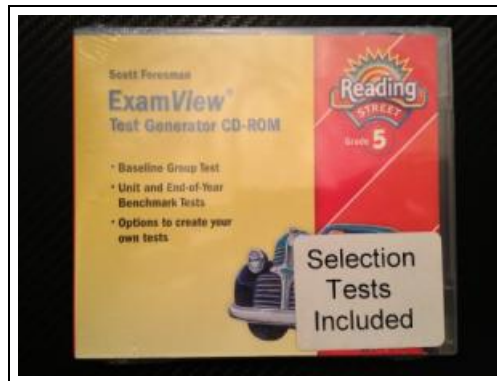 Scott Foresman
ExamView®
Test Generator CD-ROM
• Baseline Group Test
• Unit and End-of-Year
Benchmark Tests
• Options to create your
own tests
Reading
STREET
Grade 5
Selection
Tests
Included